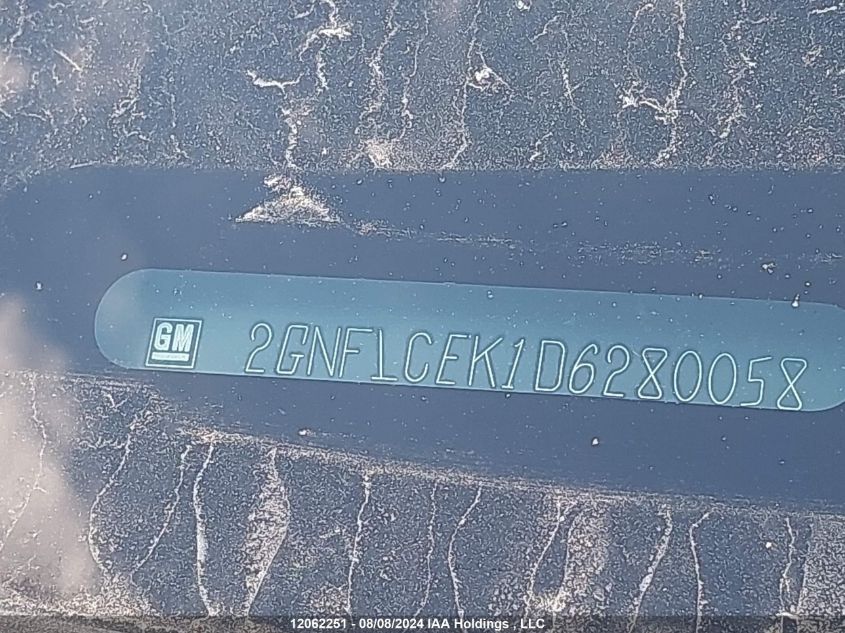 GM 2GNFLCEK1D6280058
12062251 - 08/08/2024 IAA Holdings , LLC